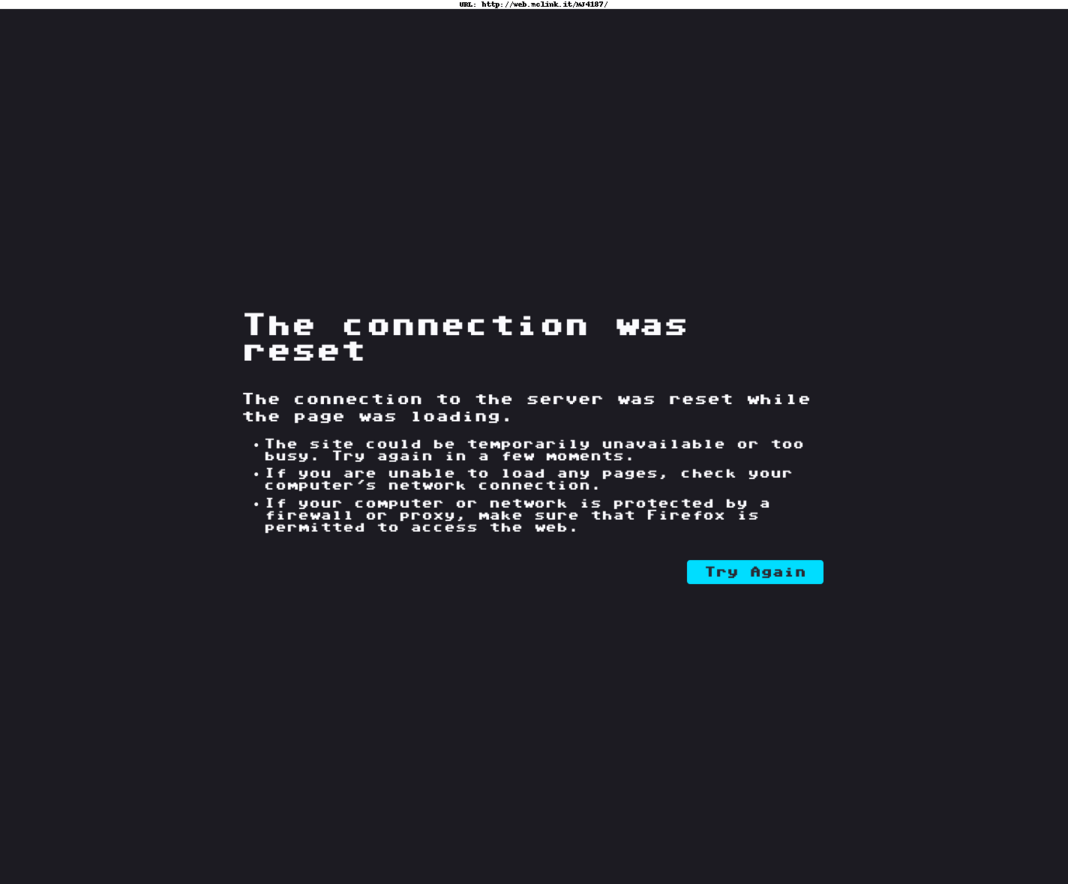 URL: http://web.mclink.it/MJ4187/
The connection was
reset
The connection to the server was reset while
the page was loading.
• The site could be temporarily unavailable or too
busy. Try again in a few moments.
• If you are unable to load any pages, check your
computer's network connection.
• If your computer or network is protected by a
firewall or proxy, make sure that Firefox is
permitted to access the web.
Try Again